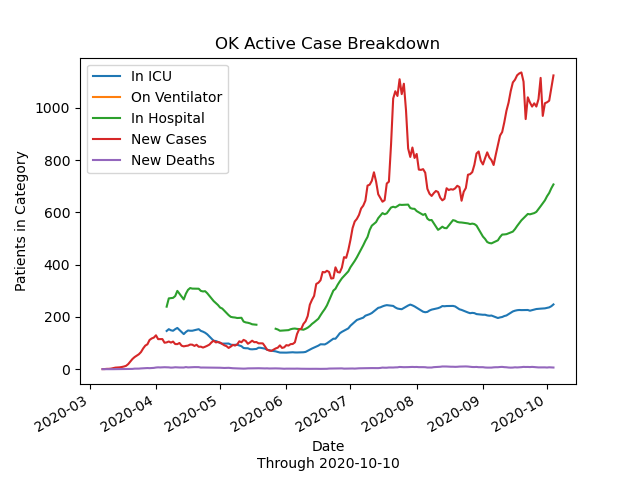 OK Active Case Breakdown
In ICU
On Ventilator
In Hospital
New Cases
New Deaths
Patients in Category
1000
800
600
400
200
0
2020-03
2020-04
2020-05
2020-06
2020-07
2020-08
2020-09
2020-10
Date
Through 2020-10-10